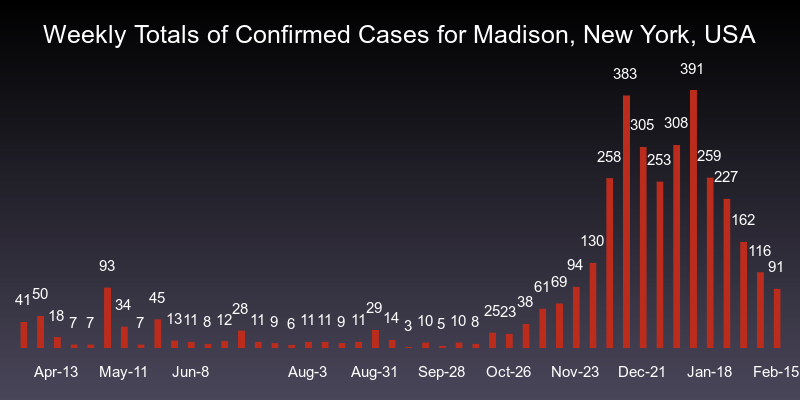 Weekly Totals of Confirmed Cases for Madison, New York, USA
41 50 18 7 7 93 34 7 45 13 11 8 12 28 11 9 6 11 11 9 11 29 14 3 10 5 10 8 25 23 38 61 69 94 130 258 383 305 253 308 391 259 227 162 116 91
Apr-13 May-11 Jun-8 Aug-3 Aug-31 Sep-28 Oct-26 Nov-23 Dec-21 Jan-18 Feb-15